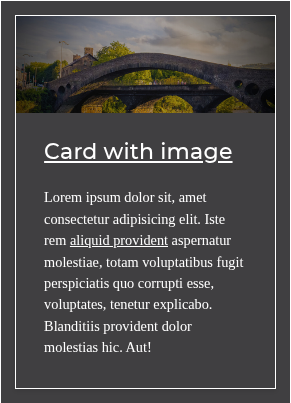 Card with image
Lorem ipsum dolor sit, amet
consectetur adipisicing elit. Iste
rem aliquid provident aspernatur
molestiae, totam voluptatibus fugit
perspiciatis quo corrupti esse,
voluptates, tenetur explicabo.
Blanditiis provident dolor
molestias hic. Aut!